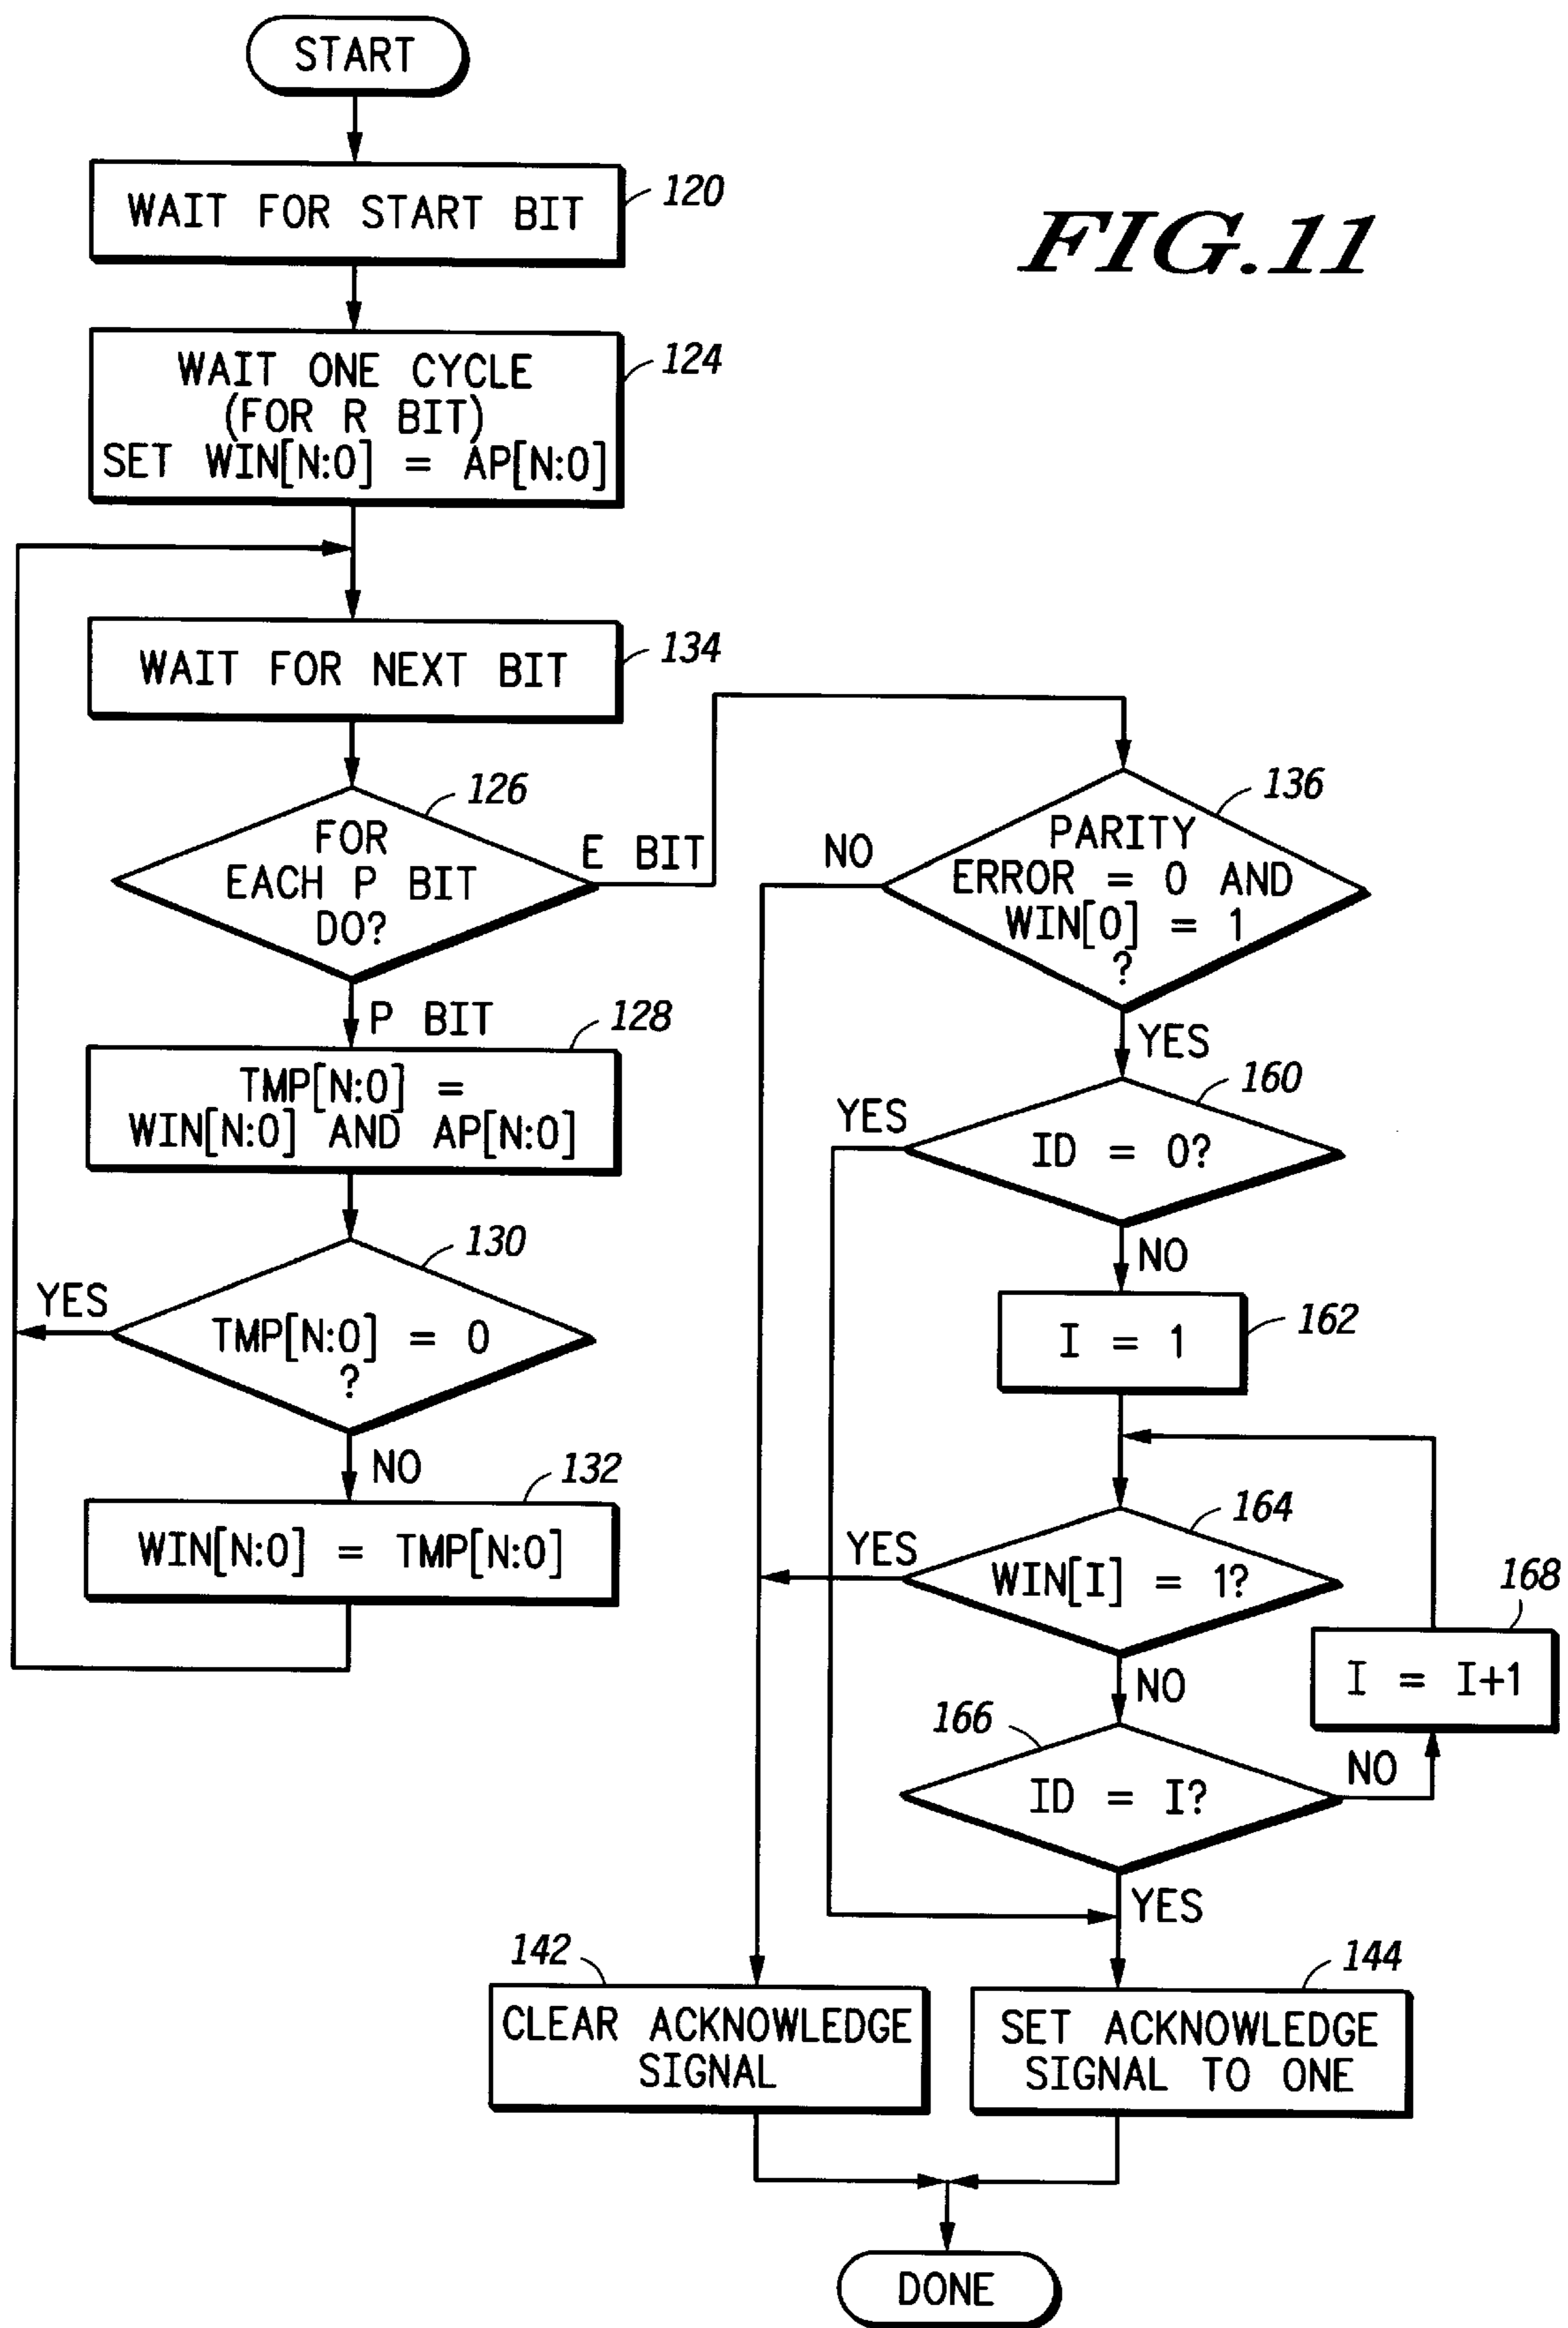 START
WAIT FOR START BIT
120
FIG.11
WAIT ONE CYCLE
(FOR R BIT)
SET WIN[N:0] = AP[N:0]
124
WAIT FOR NEXT BIT
134
FOR
EACH P BIT
DO?
126
E BIT
P BIT
TMP[N:0] =
WIN[N:0] AND AP[N:0]
128
TMP[N:0] = 0
?
130
YES
NO
WIN[N:0] = TMP[N:0]
132
PARITY
ERROR = 0 AND
WIN[0] = 1
?
136
NO
YES
ID = 0?
160
YES
NO
I = 1
162
WIN[I] = 1?
164
YES
NO
I = I+1
168
ID = I?
166
NO
YES
142
CLEAR ACKNOWLEDGE
SIGNAL
144
SET ACKNOWLEDGE
SIGNAL TO ONE
DONE